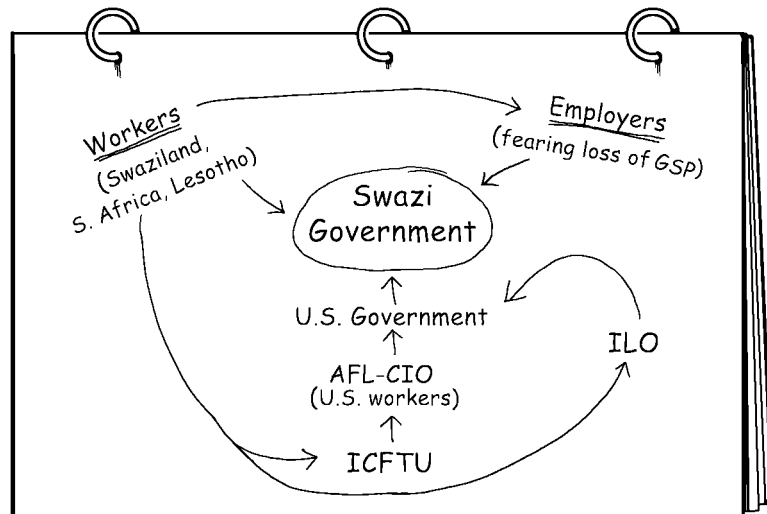 Workers
(Swaziland,
S. Africa, Lesotho)
Employers
(fearing loss of GSP)
Swazi
Government
U.S. Government
ILO
AFL-CIO
(U.S. workers)
ICFTU